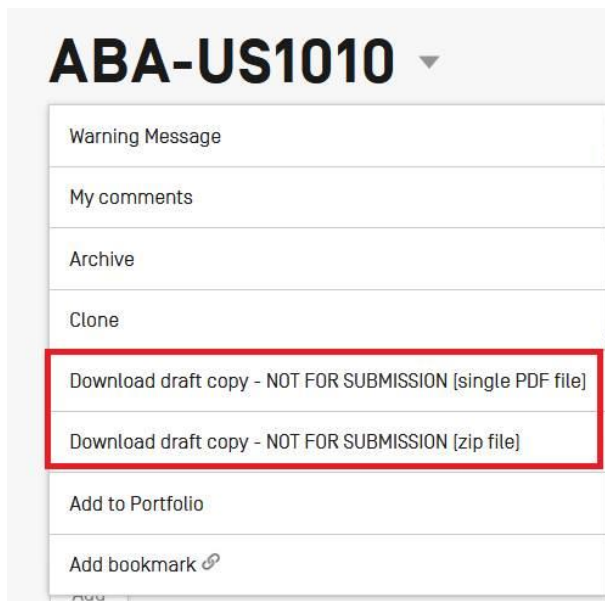 ABA-US1010
Warning Message
My comments
Archive
Clone
Download draft copy - NOT FOR SUBMISSION [single PDF file]
Download draft copy - NOT FOR SUBMISSION [zip file]
Add to Portfolio
Add bookmark
Add